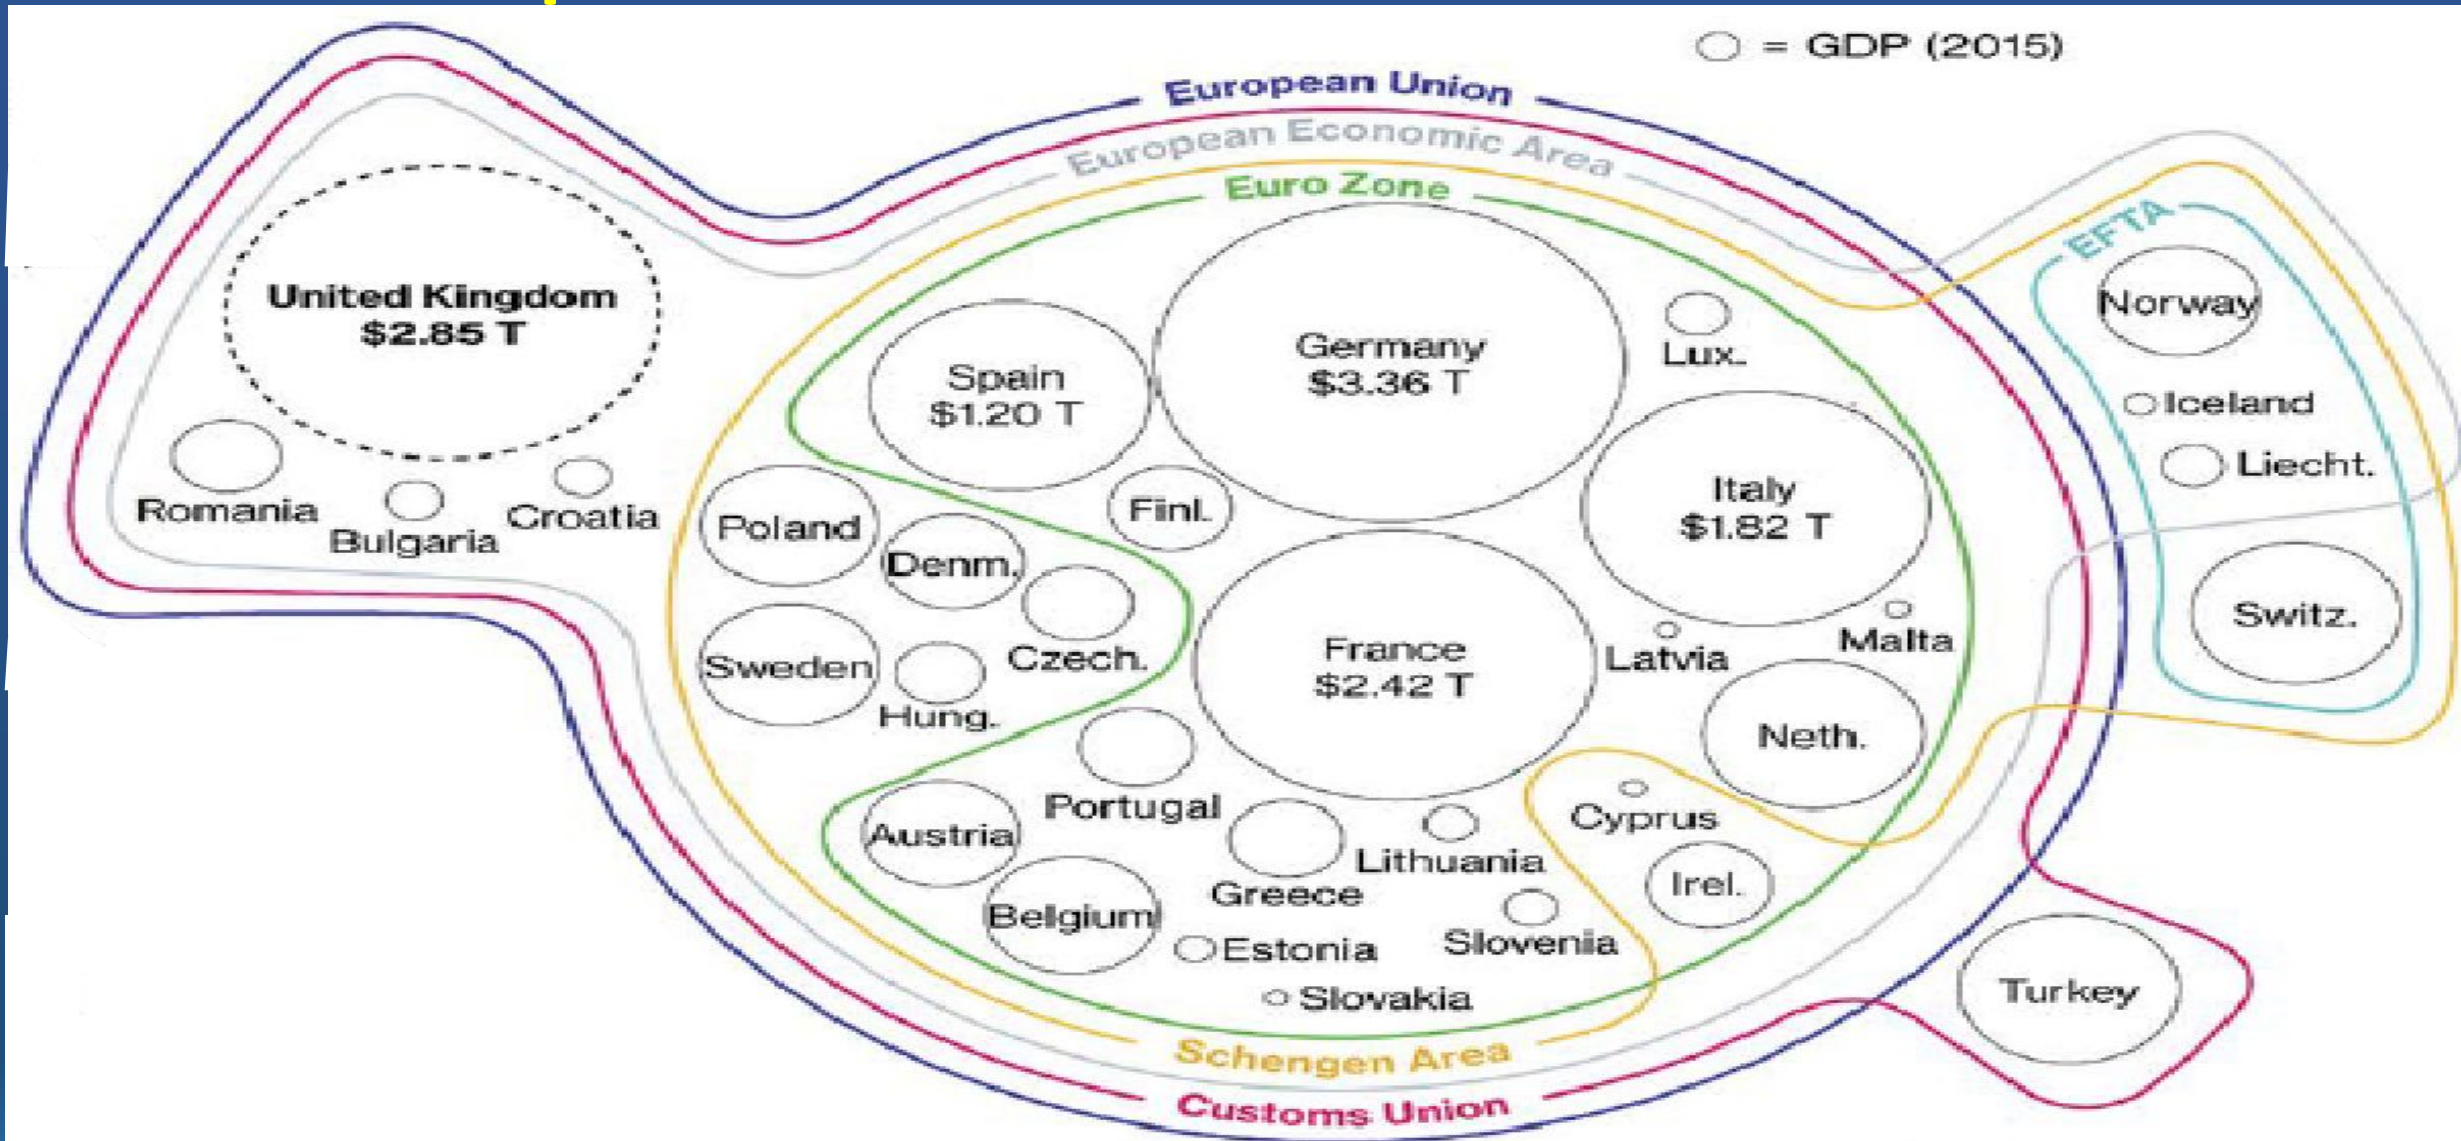 = GDP (2015)
European Union
European Economic Area
Euro Zone
EFTA
United Kingdom
$2.85 T
Romania
Bulgaria
Croatia
Spain
$1.20 T
Germany
$3.36 T
Lux.
Norway
Iceland
Liecht.
Switz.
Italy
$1.82 T
Finl.
Poland
Denm.
Czech.
Sweden
Hung.
France
$2.42 T
Latvia
Malta
Neth.
Portugal
Austria
Belgium
Greece
Lithuania
Cyprus
Irel.
Slovenia
Estonia
Slovakia
Turkey
Schengen Area
Customs Union